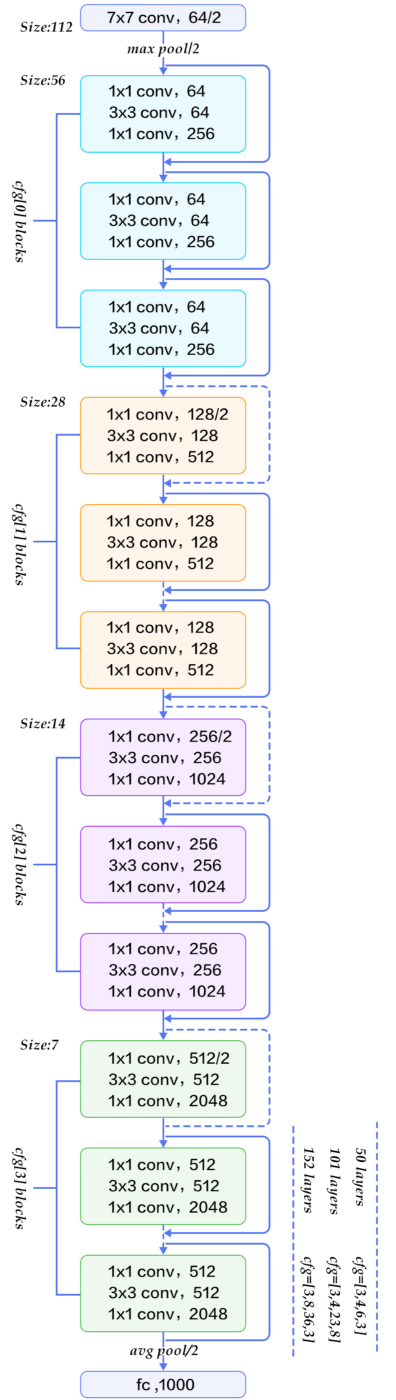 7x7 conv, 64/2
Size:112
max pool/2
Size:56
1x1 conv, 64
3x3 conv, 64
1x1 conv, 256
cfg[0] blocks
1x1 conv, 64
3x3 conv, 64
1x1 conv, 256
1x1 conv, 64
3x3 conv, 64
1x1 conv, 256
Size:28
1x1 conv, 128/2
3x3 conv, 128
1x1 conv, 512
cfg[1] blocks
1x1 conv, 128
3x3 conv, 128
1x1 conv, 512
1x1 conv, 128
3x3 conv, 128
1x1 conv, 512
Size:14
1x1 conv, 256/2
3x3 conv, 256
1x1 conv, 1024
cfg[2] blocks
1x1 conv, 256
3x3 conv, 256
1x1 conv, 1024
1x1 conv, 256
3x3 conv, 256
1x1 conv, 1024
Size:7
1x1 conv, 512/2
3x3 conv, 512
1x1 conv, 2048
cfg[3] blocks
1x1 conv, 512
3x3 conv, 512
1x1 conv, 2048
1x1 conv, 512
3x3 conv, 512
1x1 conv, 2048
50 layers cfg=[3,4,6,3]
101 layers cfg=[3,4,23,8]
152 layers cfg=[3,8,36,3]
avg pool/2
fc ,1000